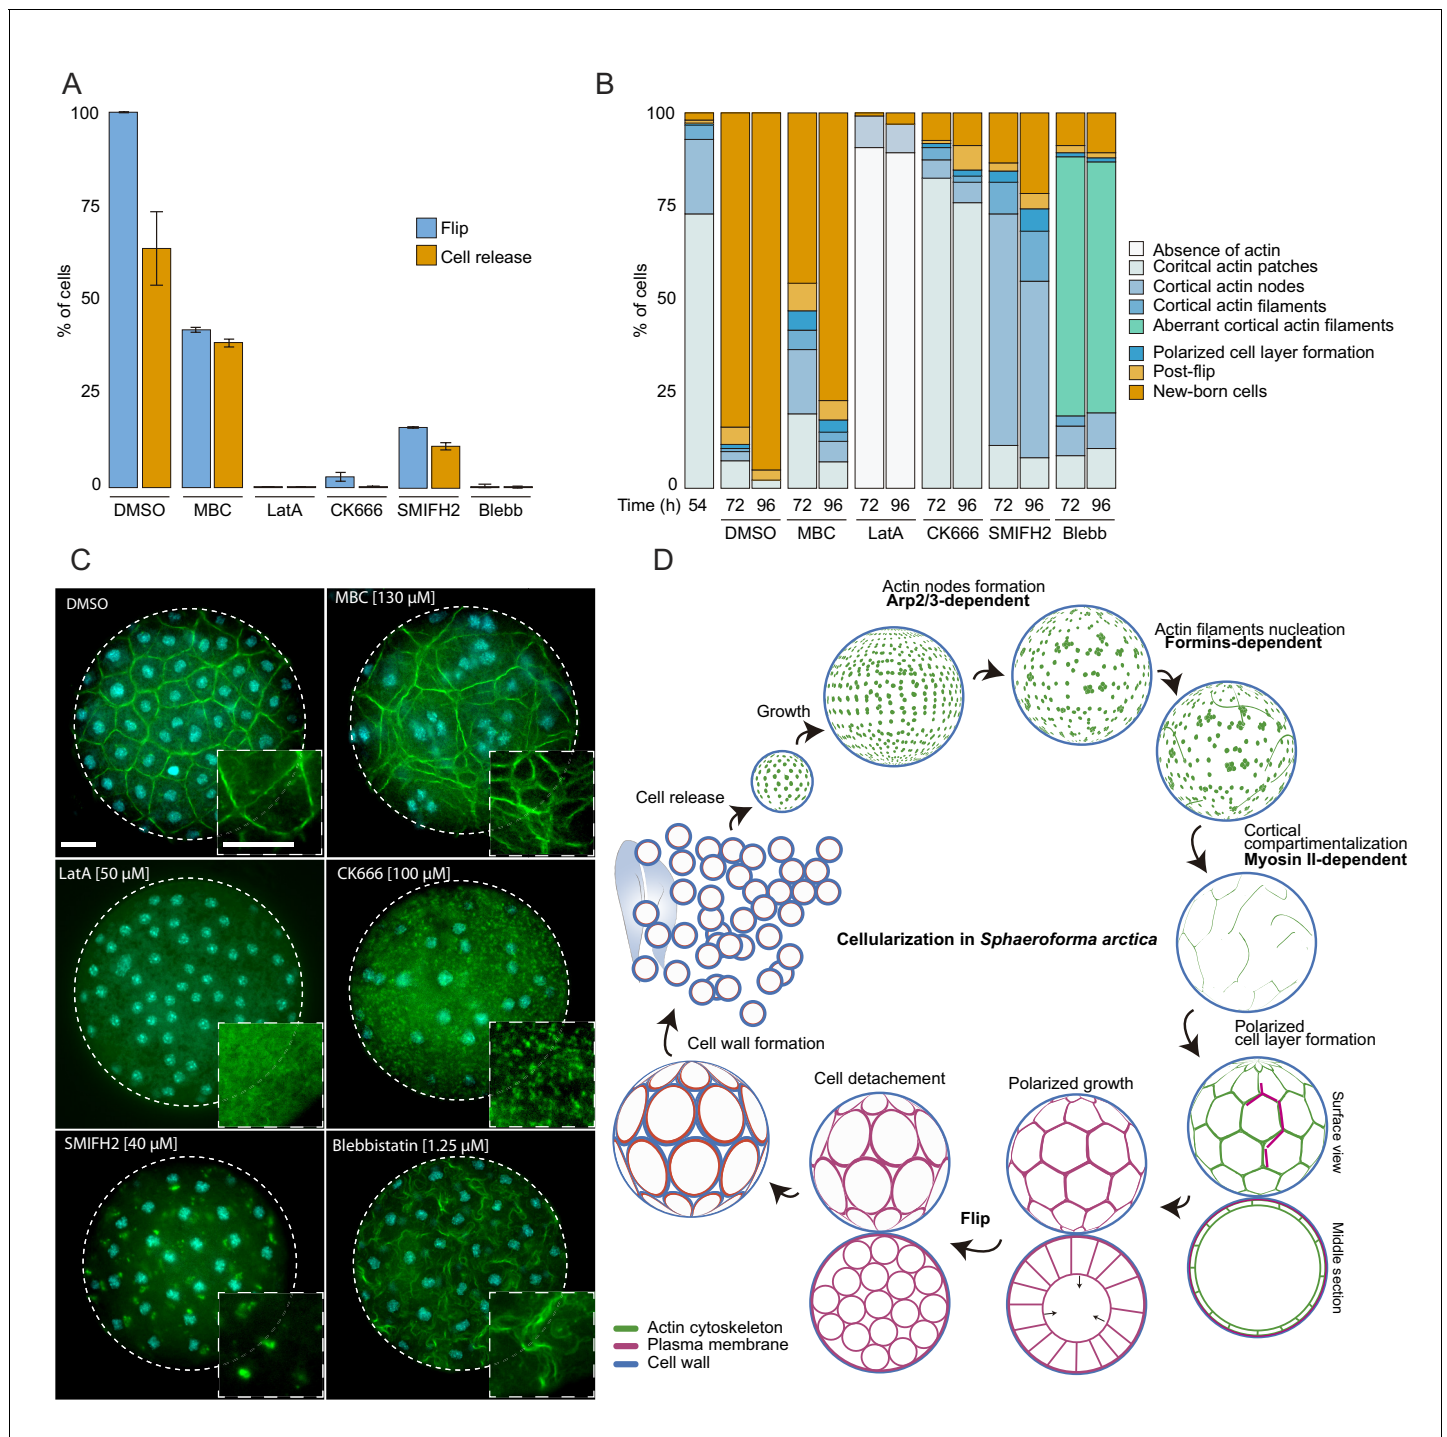 A
100
75
50
25
0
% of cells
Flip
Cell release
DMSO
MBC
LatA
CK666
SMIFH2
Blebb
B
100
75
50
25
0
% of cells
Absence of actin
Coritcal actin patches
Cortical actin nodes
Cortical actin filaments
Aberrant cortical actin filaments
Polarized cell layer formation
Post-flip
New-born cells
Time (h) 54 72 96 72 96 72 96 72 96 72 96 72 96
DMSO MBC LatA CK666 SMIFH2 Blebb
C
DMSO
MBC [130 µM]
LatA [50 µM]
CK666 [100 µM]
SMIFH2 [40 µM]
Blebbistatin [1.25 µM]
D
Actin nodes formation
Arp2/3-dependent
Actin filaments nucleation
Formins-dependent
Growth
Cell release
Cortical
compartimentalization
Myosin II-dependent
Cellularization in Sphaeroforma arctica
Polarized
cell layer formation
Cell wall formation
Cell detachement
Polarized growth
Surface view
Flip
Middle section
Actin cytoskeleton
Plasma membrane
Cell wall